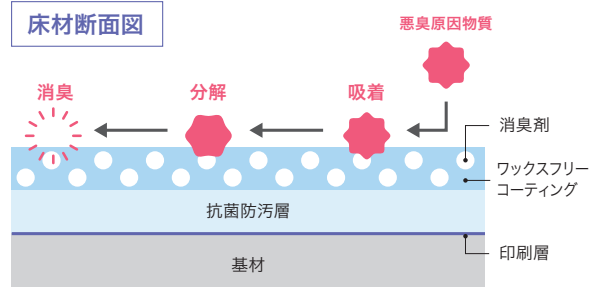 床材断面図
悪臭原因物質
消臭
分解
吸着
消臭剤
ワックスフリー
コーティング
抗菌防汚層
印刷層
基材